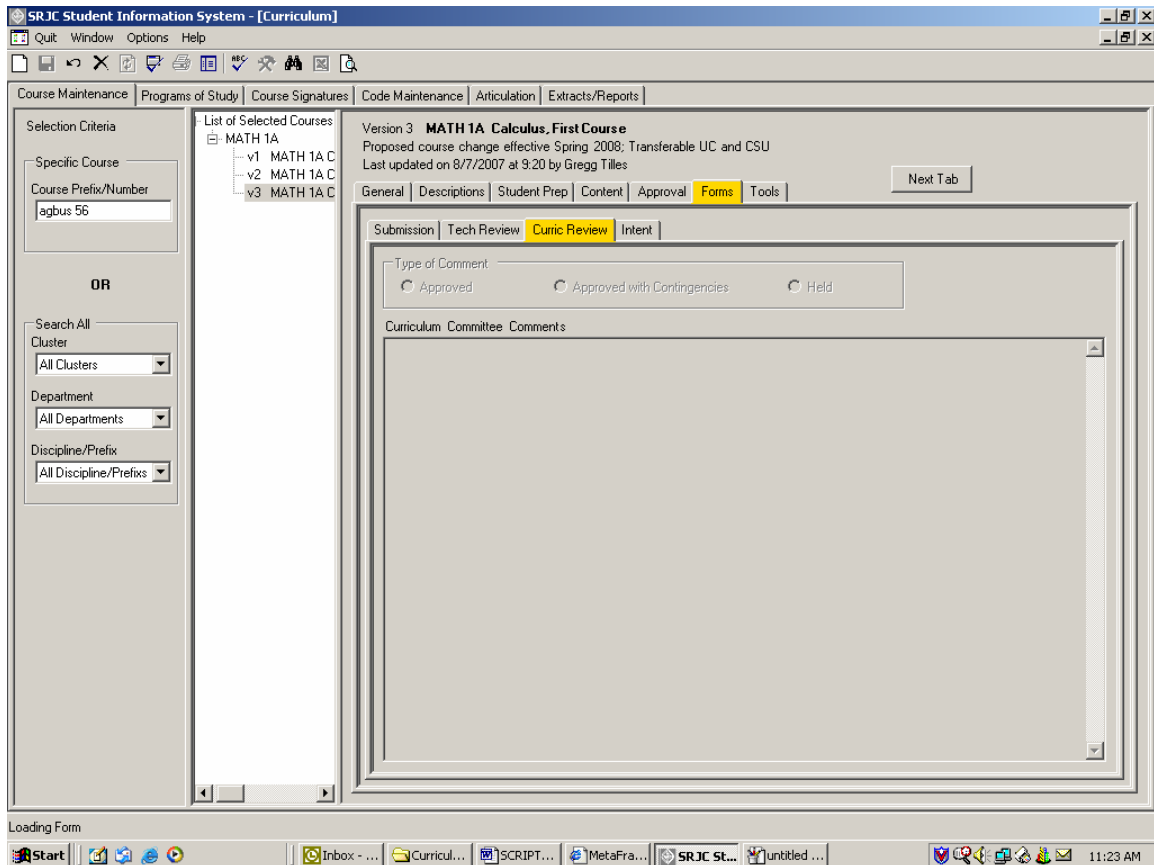 SRJC Student Information System - [Curriculum]
Quit Window Options Help
ABC
Course Maintenance Programs of Study Course Signatures Code Maintenance Articulation Extracts/Reports
Selection Criteria
Specific Course
Course Prefix/Number
agbus 56
OR
Search All
Cluster
All Clusters
Department
All Departments
Discipline/Prefix
All Discipline/Prefixs
List of Selected Courses
MATH 1A
v1 MATH 1A C
v2 MATH 1A C
v3 MATH 1A C
Version 3 MATH 1A Calculus, First Course
Proposed course change effective Spring 2008; Transferable UC and CSU
Last updated on 8/7/2007 at 9:20 by Gregg Tilles
Next Tab
General Descriptions Student Prep Content Approval Forms Tools
Submission Tech Review Curric Review Intent
Type of Comment
Approved Approved with Contingencies Held
Curriculum Committee Comments
Loading Form
Start Inbox - ... Curricul... SCRIPT... MetaFra... SRJC St... untitled ... 11:23 AM